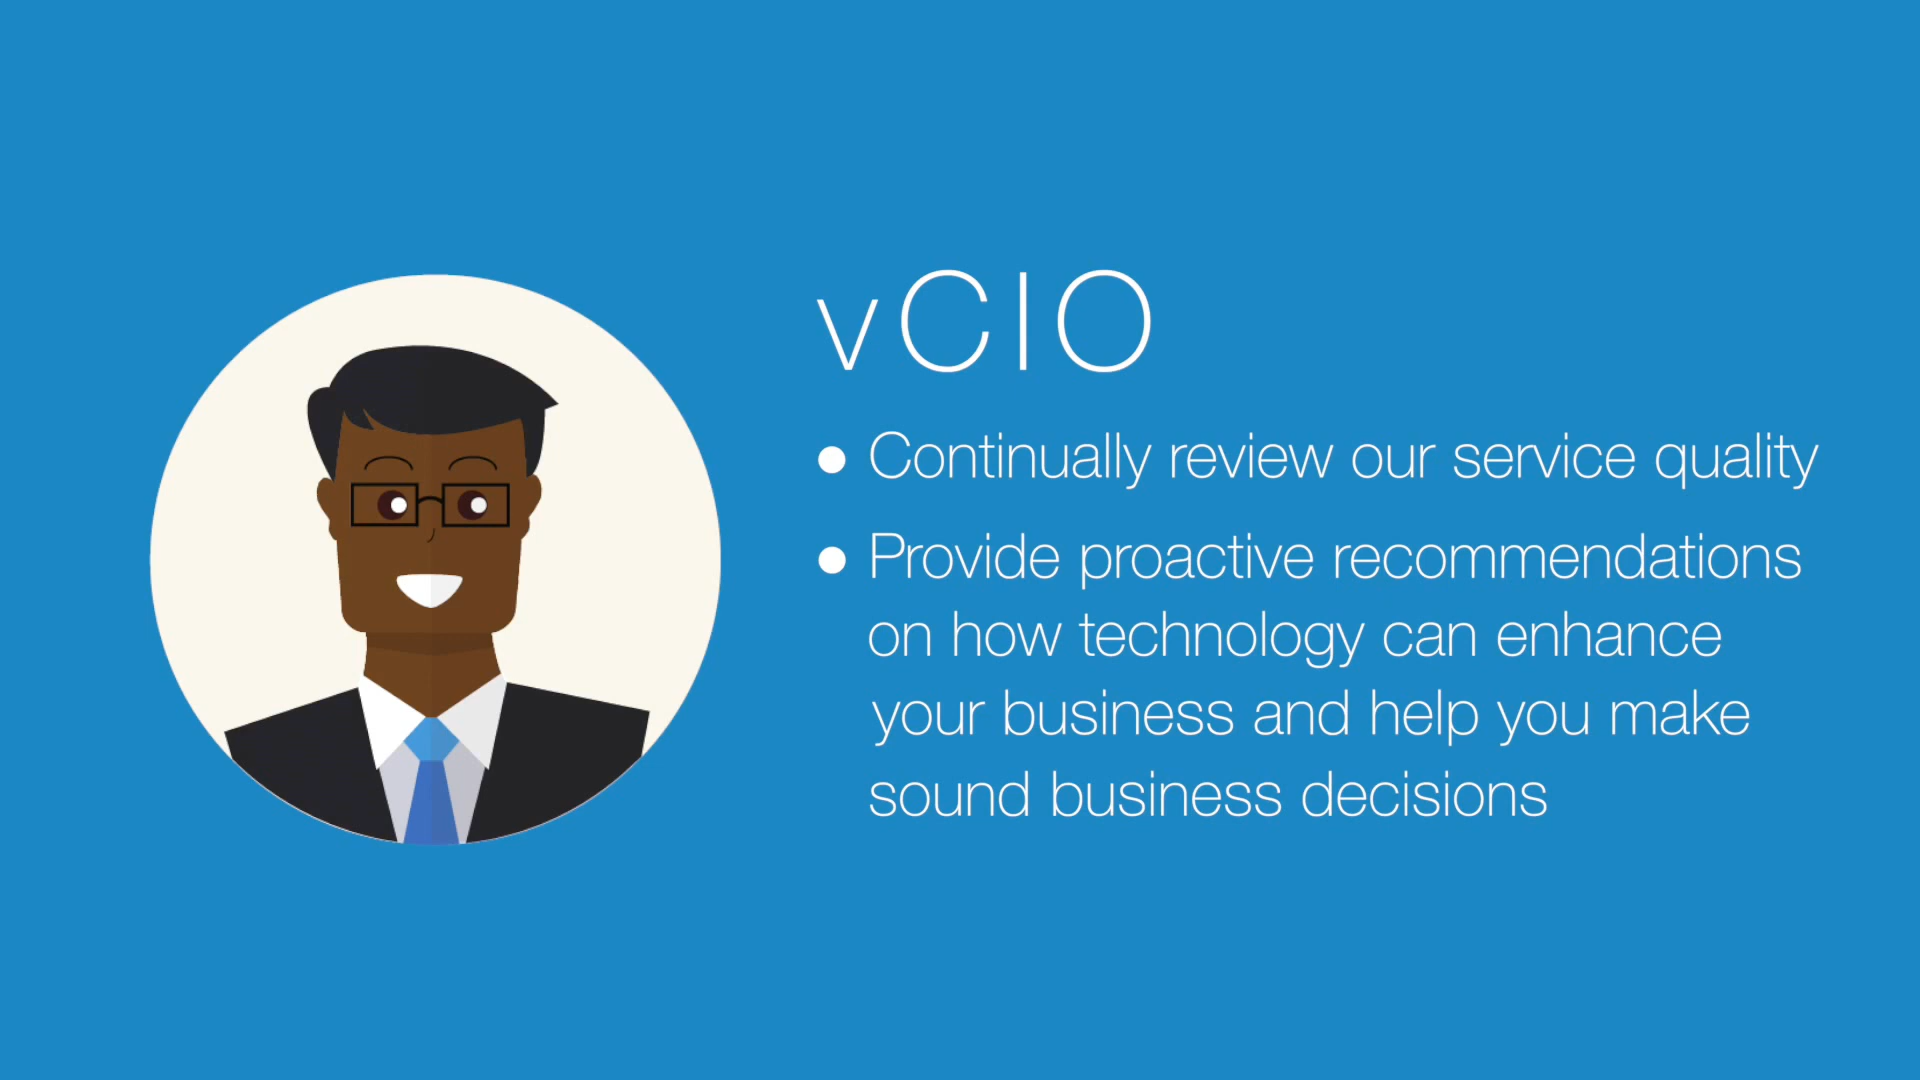 vCIO
● Continually review our service quality
● Provide proactive recommendations
on how technology can enhance
your business and help you make
sound business decisions